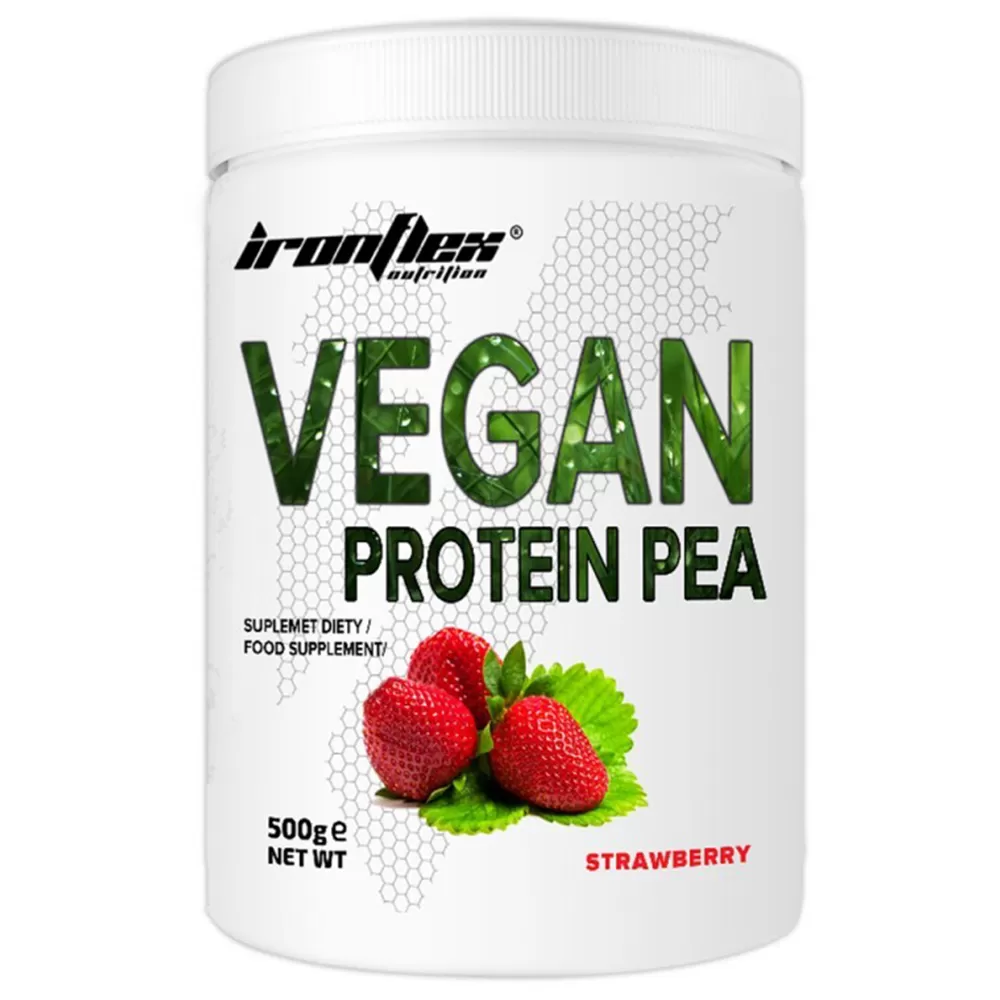 ironflex®
nutrition
VEGAN
PROTEIN PEA
SUPLEMET DIETY /
FOOD SUPPLEMENT/
500g e
NET WT
STRAWBERRY